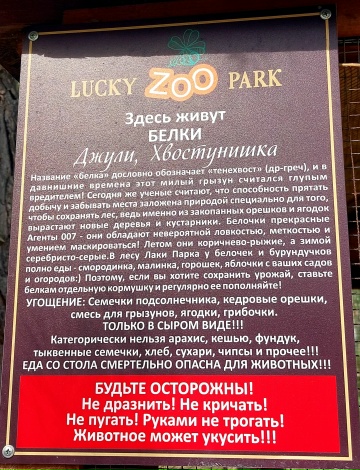 LUCKY ZOO PARK
Здесь живут
БЕЛКИ
Джули, Хвостунишка
Название «белка» дословно обозначает «тенехвост» (др-греч), и в
давнишние времена этот милый грызун считался глупым
вредителем! Сегодня же ученые считают, что способность прятать
добычу и забывать места заложена природой специально для того,
чтобы сохранять лес, ведь именно из закопанных орешков и ягодок
вырастают новые деревья и кустарники. Белочки прекрасные
Агенты 007 - они обладают невероятной ловкостью, меткостью и
умением маскироваться! Летом они коричнево-рыжие, а зимой
серебристо-серые.В лесу Лаки Парка у белочек и бурундучков
полно еды - смородинка, малинка, горошек, яблочки с ваших садов
и огородов:) Поэтому, если вы хотите сохранить урожай, ставьте
белкам отдельную кормушку и регулярно ее пополняйте!
УГОЩЕНИЕ: Семечки подсолнечника, кедровые орешки,
смесь для грызунов, ягодки, грибочки.
ТОЛЬКО В СЫРОМ ВИДЕ!!!
Категорически нельзя арахис, кешью, фундук,
тыквенные семечки, хлеб, сухари, чипсы и прочее!!!
ЕДА СО СТОЛА СМЕРТЕЛЬНО ОПАСНА ДЛЯ ЖИВОТНЫХ!!!
БУДЬТЕ ОСТОРОЖНЫ!
Не дразнить! Не кричать!
Не пугать! Руками не трогать!
Животное может укусить!!!